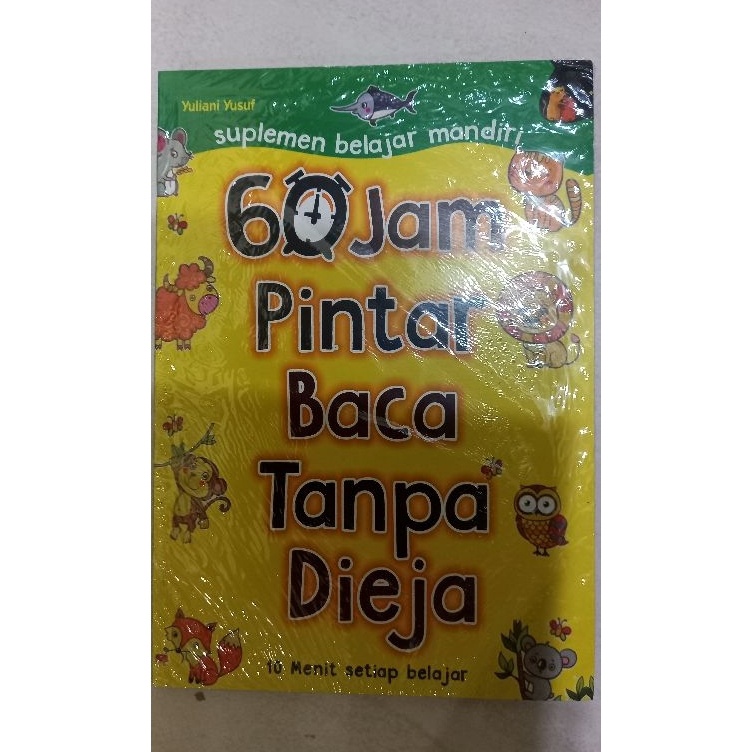 Yuliani Yusuf
suplemen belajar mandiri
60 Jam
Pintar
Baca
Tanpa
Dieja
10 Menit setiap belajar